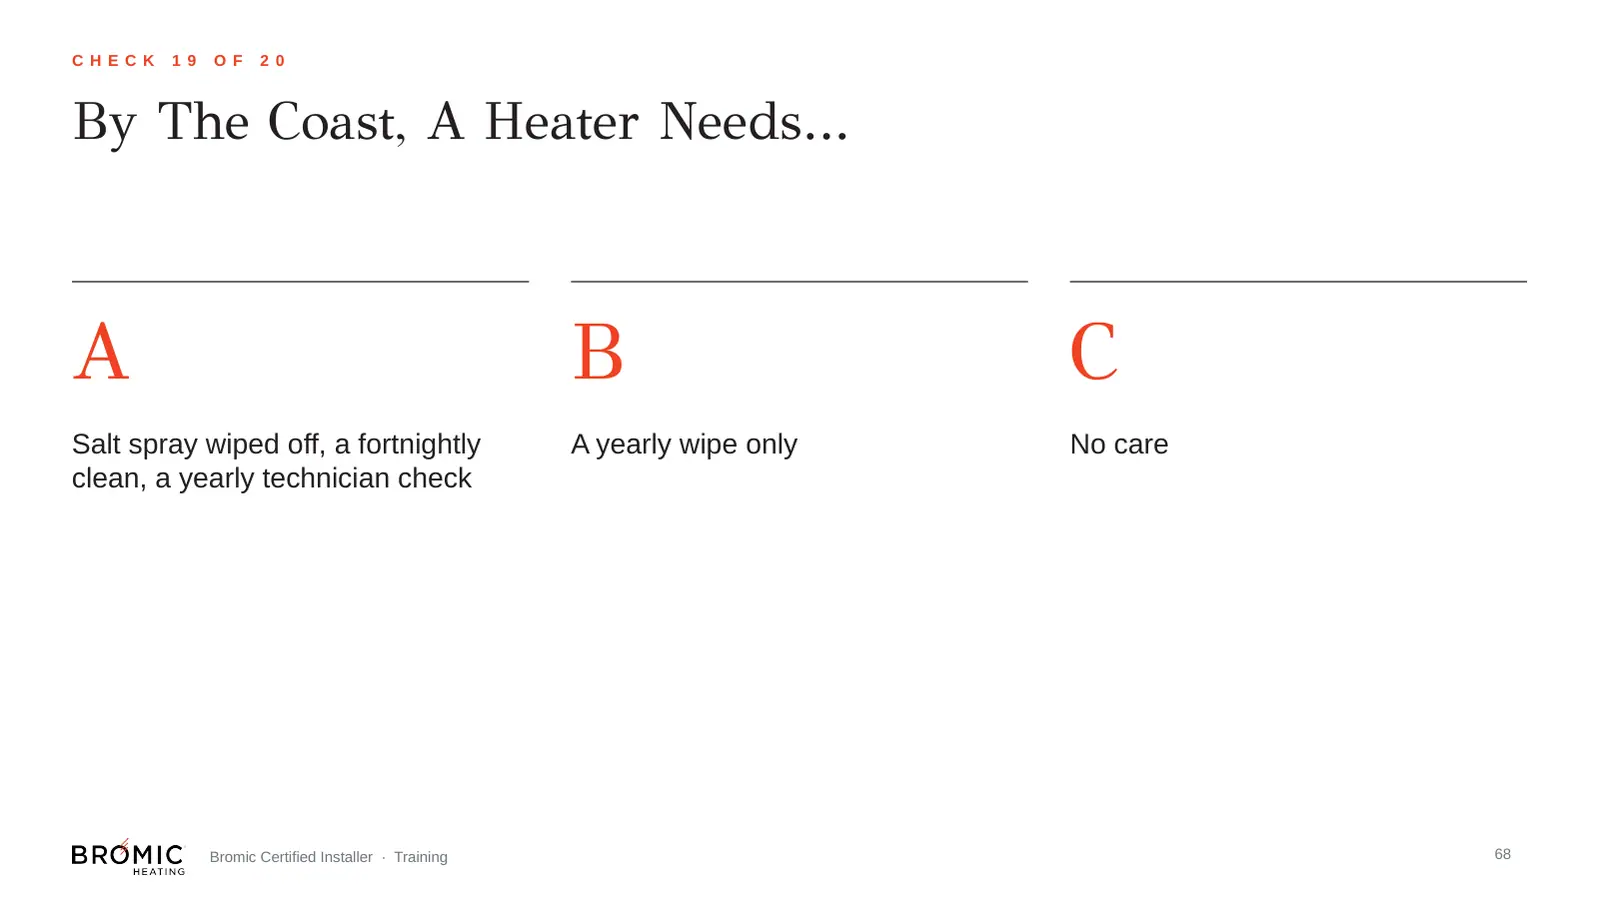 CHECK 19 OF 20
By The Coast, A Heater Needs...
A
Salt spray wiped off, a fortnightly
clean, a yearly technician check
B
A yearly wipe only
C
No care
BROMIC
HEATING
Bromic Certified Installer · Training
68